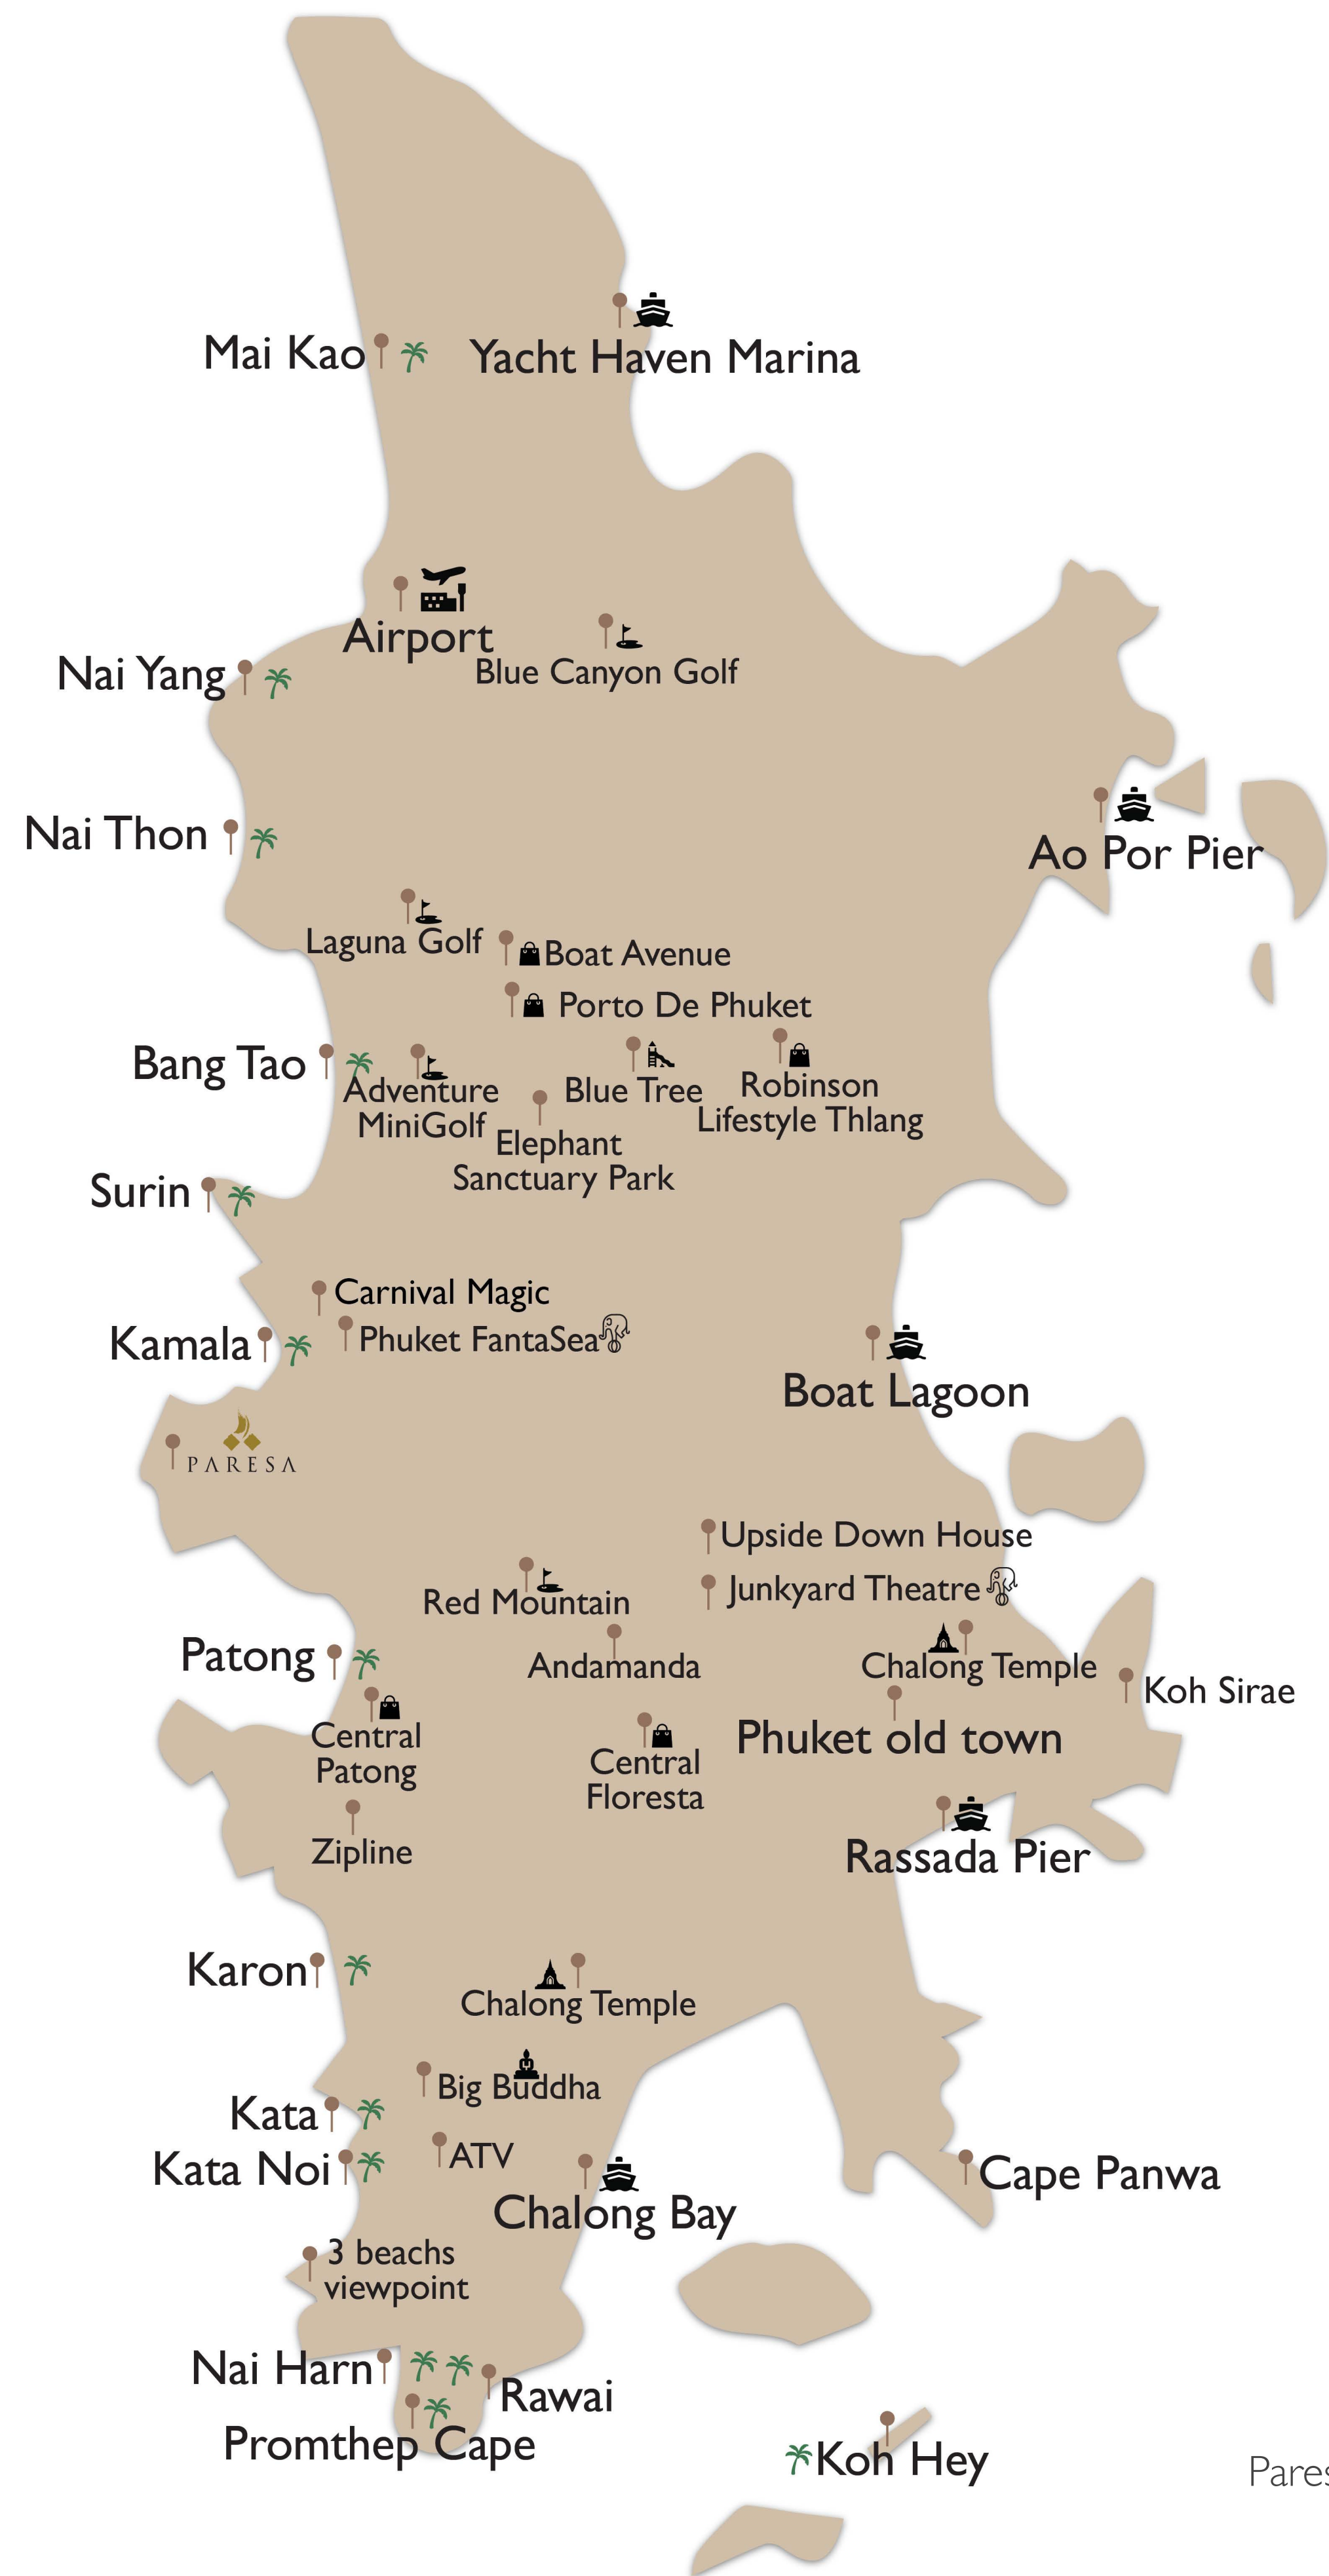 Mai Kao
Yacht Haven Marina
Airport
Blue Canyon Golf
Nai Yang
Nai Thon
Ao Por Pier
Laguna Golf
Boat Avenue
Porto De Phuket
Bang Tao
Adventure
MiniGolf
Blue Tree
Robinson
Lifestyle Thlang
Elephant
Sanctuary Park
Surin
Carnival Magic
Kamala
Phuket FantaSea
Boat Lagoon
PARESA
Upside Down House
Junkyard Theatre
Red Mountain
Patong
Andamanda
Chalong Temple
Koh Sirae
Central
Patong
Phuket old town
Central
Floresta
Zipline
Rassada Pier
Karon
Chalong Temple
Big Buddha
Kata
ATV
Kata Noi
Cape Panwa
Chalong Bay
3 beachs
viewpoint
Nai Harn
Rawai
Promthep Cape
Koh Hey